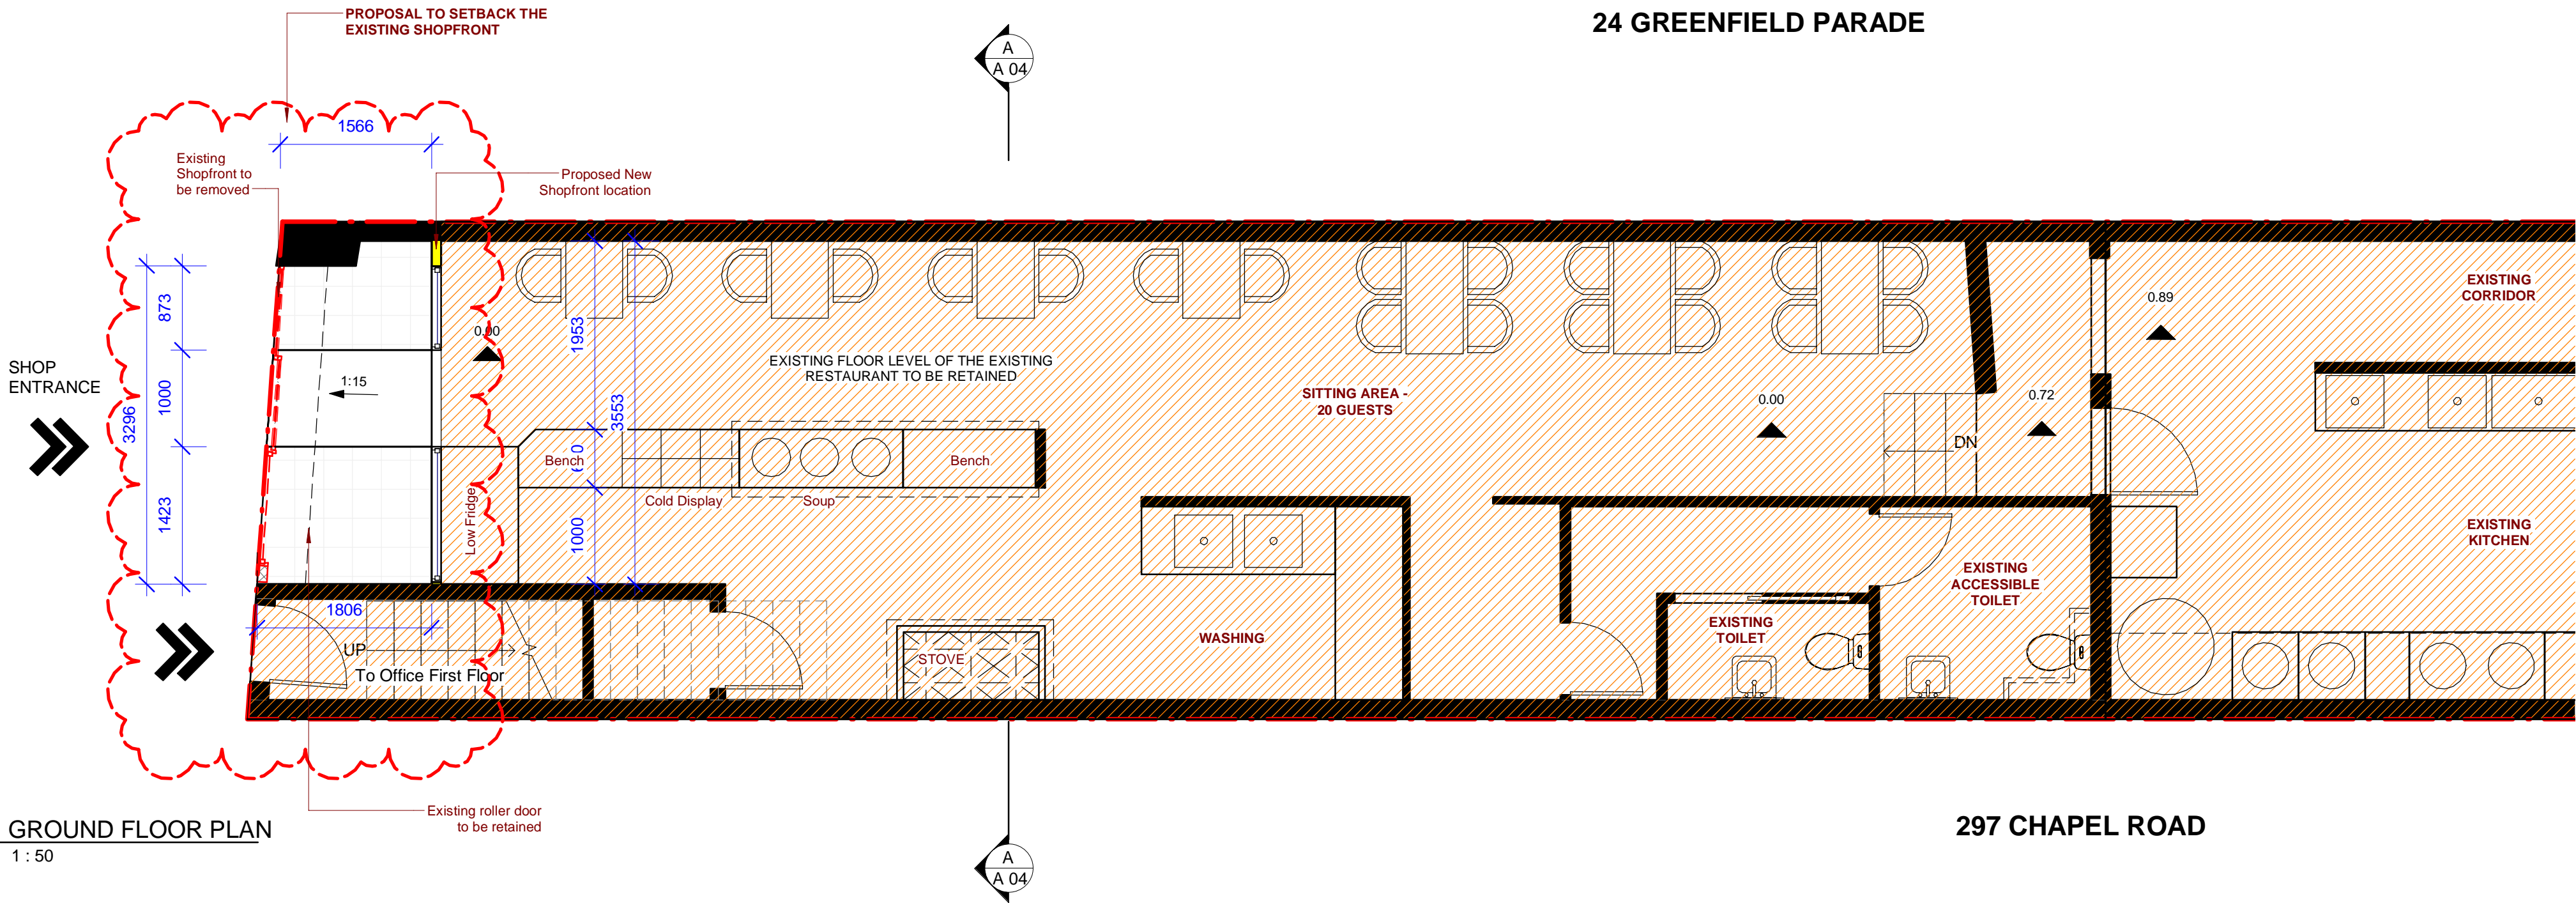 PROPOSAL TO SETBACK THE
EXISTING SHOPFRONT
24 GREENFIELD PARADE
A
A 04
1566
Existing
Shopfront to
be removed
Proposed New
Shopfront location
873
1000
3296
1423
SHOP
ENTRANCE
1:15
0.00
1953
3553
1000
EXISTING FLOOR LEVEL OF THE EXISTING
RESTAURANT TO BE RETAINED
SITTING AREA -
20 GUESTS
0.00
0.72
0.89
DN
EXISTING
CORRIDOR
Bench
Bench
Cold Display
Soup
Low Fridge
EXISTING
KITCHEN
EXISTING
ACCESSIBLE
TOILET
EXISTING
TOILET
WASHING
STOVE
1806
UP
To Office First Floor
Existing roller door
to be retained
GROUND FLOOR PLAN
1 : 50
A
A 04
297 CHAPEL ROAD